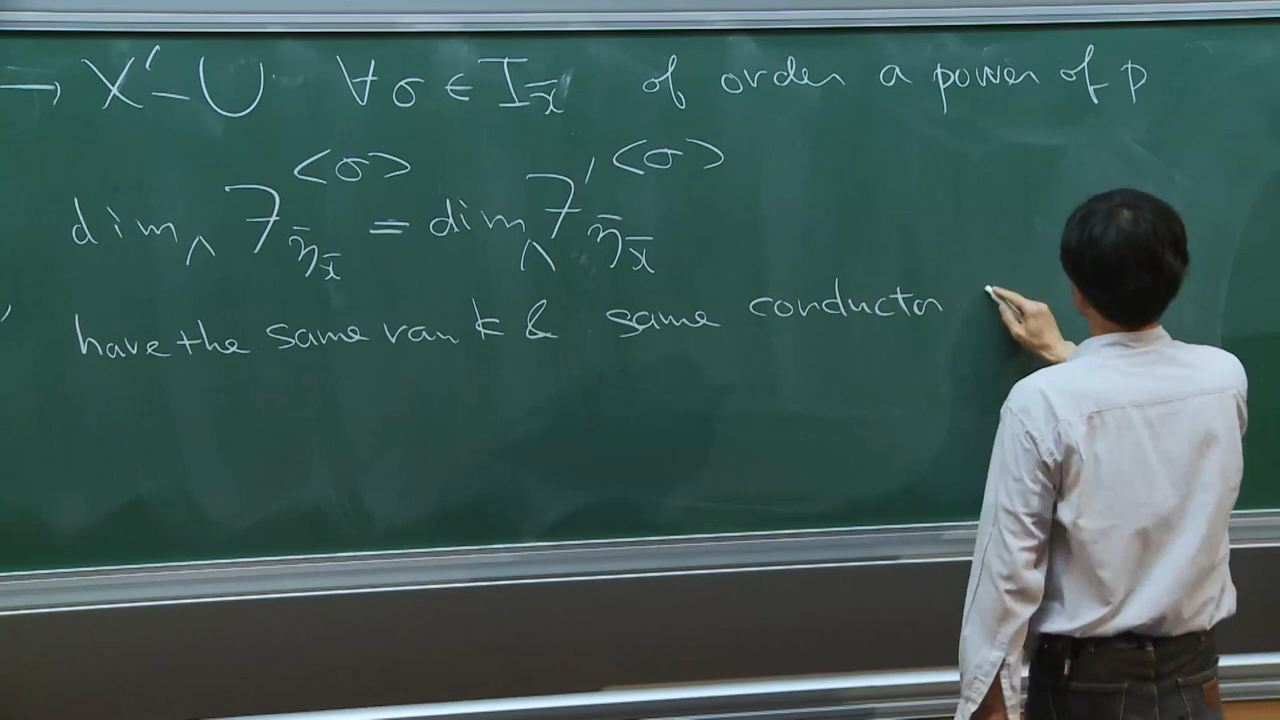 → X' – U ∀ σ ∈ I_x̄ of order a power of p
dim_Λ ℱ_η̄_x̄^<σ> = dim_Λ ℱ'_η̄_x̄^<σ>
' have the same rank & same conductor